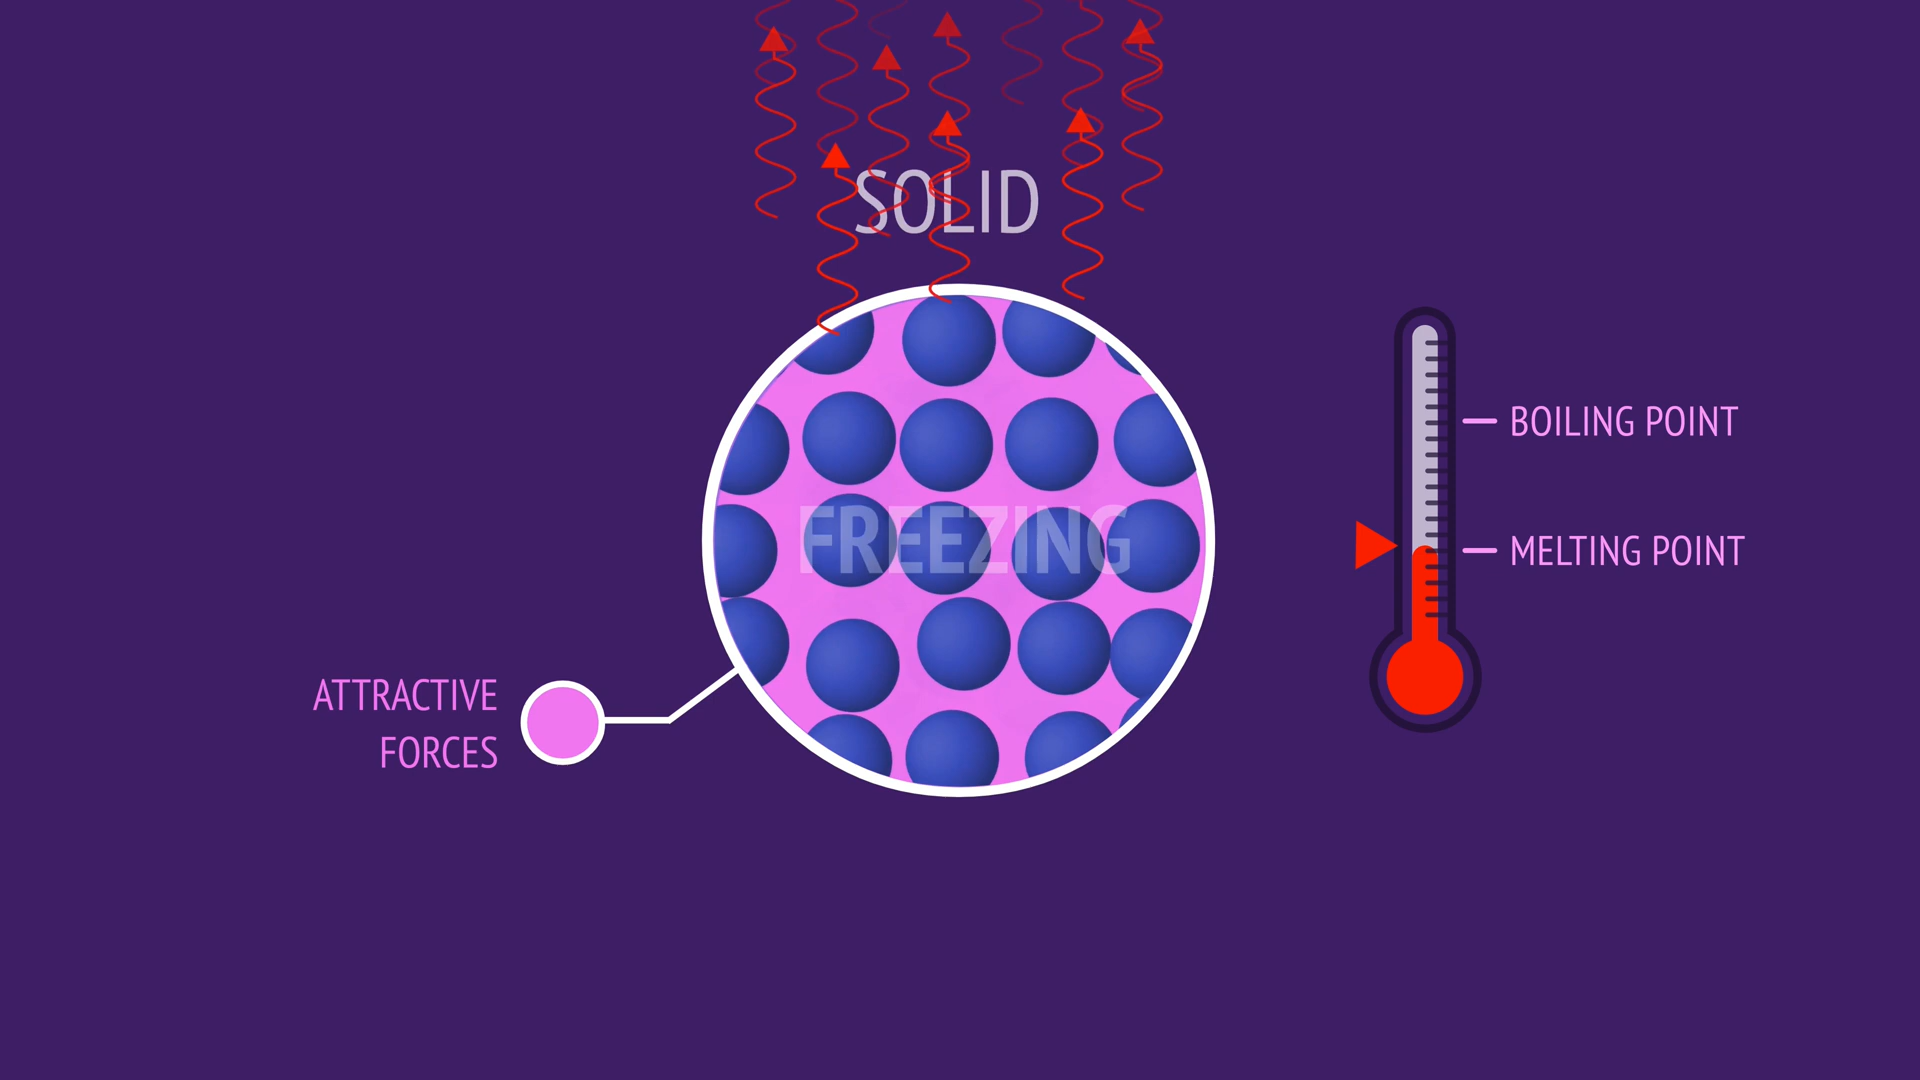 SOLID
FREEZING
BOILING POINT
MELTING POINT
ATTRACTIVE
FORCES